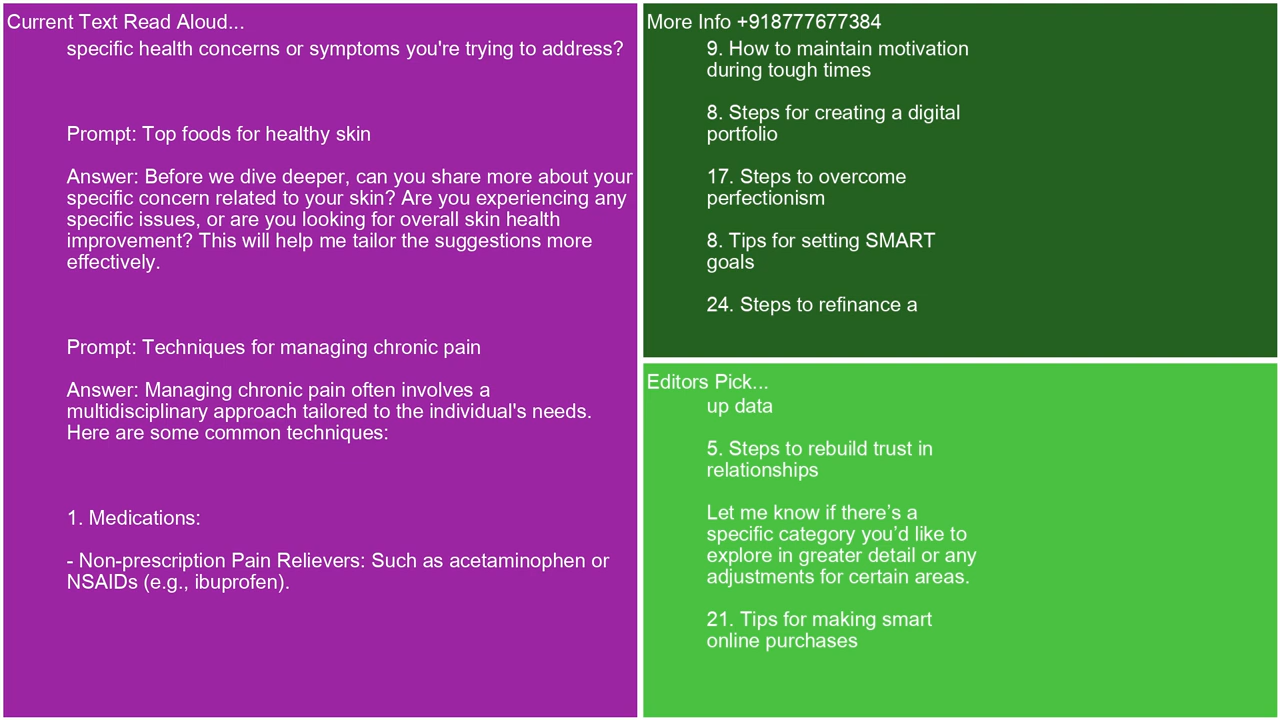 Current Text Read Aloud...
specific health concerns or symptoms you're trying to address?
Prompt: Top foods for healthy skin
Answer: Before we dive deeper, can you share more about your
specific concern related to your skin? Are you experiencing any
specific issues, or are you looking for overall skin health
improvement? This will help me tailor the suggestions more
effectively.
Prompt: Techniques for managing chronic pain
Answer: Managing chronic pain often involves a
multidisciplinary approach tailored to the individual's needs.
Here are some common techniques:
1. Medications:
- Non-prescription Pain Relievers: Such as acetaminophen or
NSAIDs (e.g., ibuprofen).
More Info +918777677384
9. How to maintain motivation
during tough times
8. Steps for creating a digital
portfolio
17. Steps to overcome
perfectionism
8. Tips for setting SMART
goals
24. Steps to refinance a
Editors Pick...
up data
5. Steps to rebuild trust in
relationships
Let me know if there’s a
specific category you’d like to
explore in greater detail or any
adjustments for certain areas.
21. Tips for making smart
online purchases